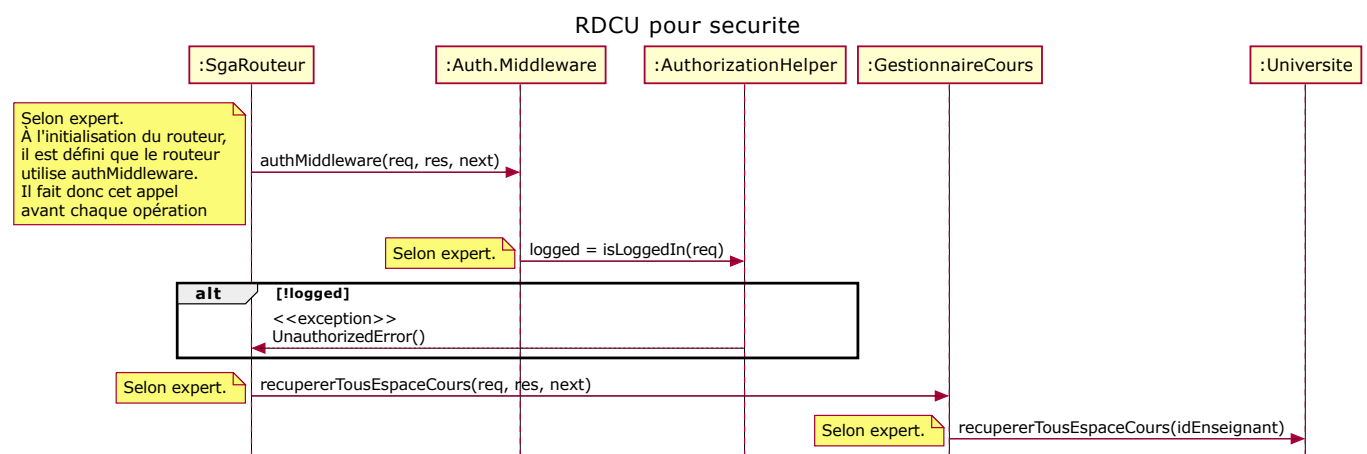 RDCU pour securite
:SgaRouteur
:Auth.Middleware
:AuthorizationHelper
:GestionnaireCours
:Universite
Selon expert.
À l'initialisation du routeur,
il est défini que le routeur
utilise authMiddleware.
Il fait donc cet appel
avant chaque opération
authMiddleware(req, res, next)
Selon expert.
logged = isLoggedIn(req)
alt
[!logged]
<<exception>>
UnauthorizedError()
Selon expert.
recupererTousEspaceCours(req, res, next)
Selon expert.
recupererTousEspaceCours(idEnseignant)